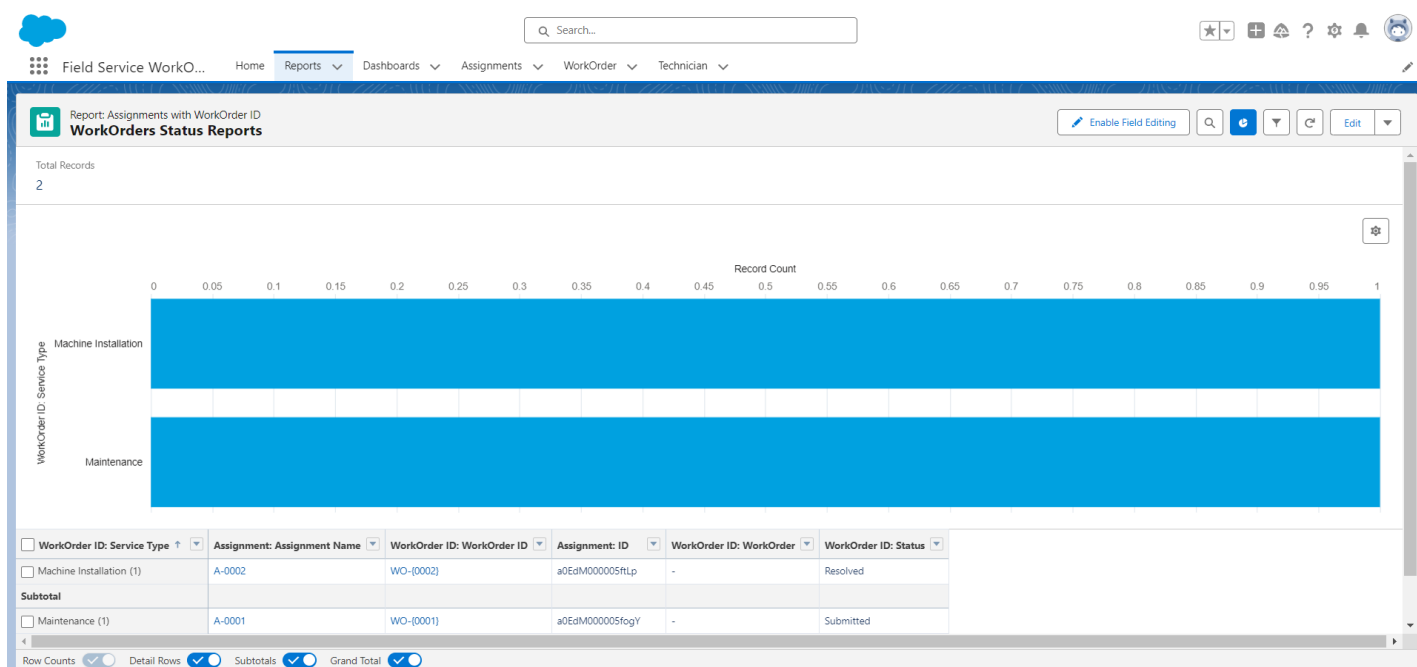 Search...
Field Service WorkO... Home Reports Dashboards Assignments WorkOrder Technician
Report: Assignments with WorkOrder ID
WorkOrders Status Reports
Enable Field Editing Edit
Total Records
2
Record Count
0 0.05 0.1 0.15 0.2 0.25 0.3 0.35 0.4 0.45 0.5 0.55 0.6 0.65 0.7 0.75 0.8 0.85 0.9 0.95 1
WorkOrder ID: Service Type
Machine Installation
Maintenance
WorkOrder ID: Service Type ↑ Assignment: Assignment Name WorkOrder ID: WorkOrder ID Assignment: ID WorkOrder ID: WorkOrder WorkOrder ID: Status
Machine Installation (1) A-0002 WO-{0002} a0EdM000005ftLp - Resolved
Subtotal
Maintenance (1) A-0001 WO-{0001} a0EdM000005fogY - Submitted
Row Counts Detail Rows Subtotals Grand Total